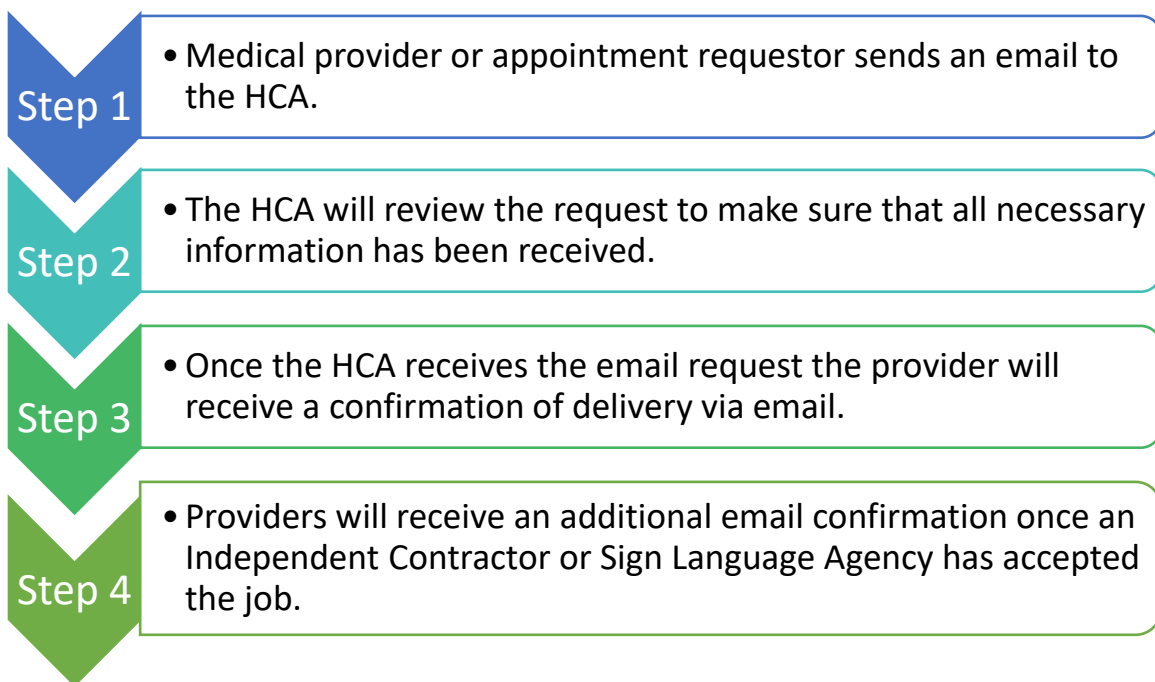 Step 1
• Medical provider or appointment requestor sends an email to
the HCA.
Step 2
• The HCA will review the request to make sure that all necessary
information has been received.
Step 3
• Once the HCA receives the email request the provider will
receive a confirmation of delivery via email.
Step 4
• Providers will receive an additional email confirmation once an
Independent Contractor or Sign Language Agency has accepted
the job.